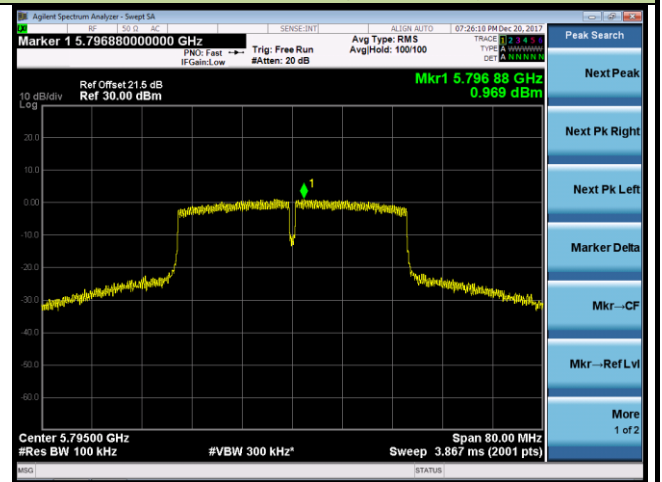 Agilent Spectrum Analyzer - Swept SA
RF 50 Ω AC SENSE:INT ALIGN AUTO 07:26:10 PM Dec 20, 2017
Marker 1 5.796880000000 GHz
PNO: Fast Trig: Free Run Avg Type: RMS TRACE 1 2 3 4 5 6
IFGain:Low #Atten: 20 dB Avg|Hold: 100/100 TYPE A WWWWW
DET A N N N N N
Peak Search
Mkr1 5.796 88 GHz
0.969 dBm
Ref Offset 21.5 dB
10 dB/div Ref 30.00 dBm
Log
20.0
10.0
0.00
-10.0
-20.0
-30.0
-40.0
-50.0
-60.0
1
Next Peak
Next Pk Right
Next Pk Left
Marker Delta
Mkr→CF
Mkr→Ref Lvl
More
1 of 2
Center 5.79500 GHz Span 80.00 MHz
#Res BW 100 kHz #VBW 300 kHz* Sweep 3.867 ms (2001 pts)
MSG STATUS